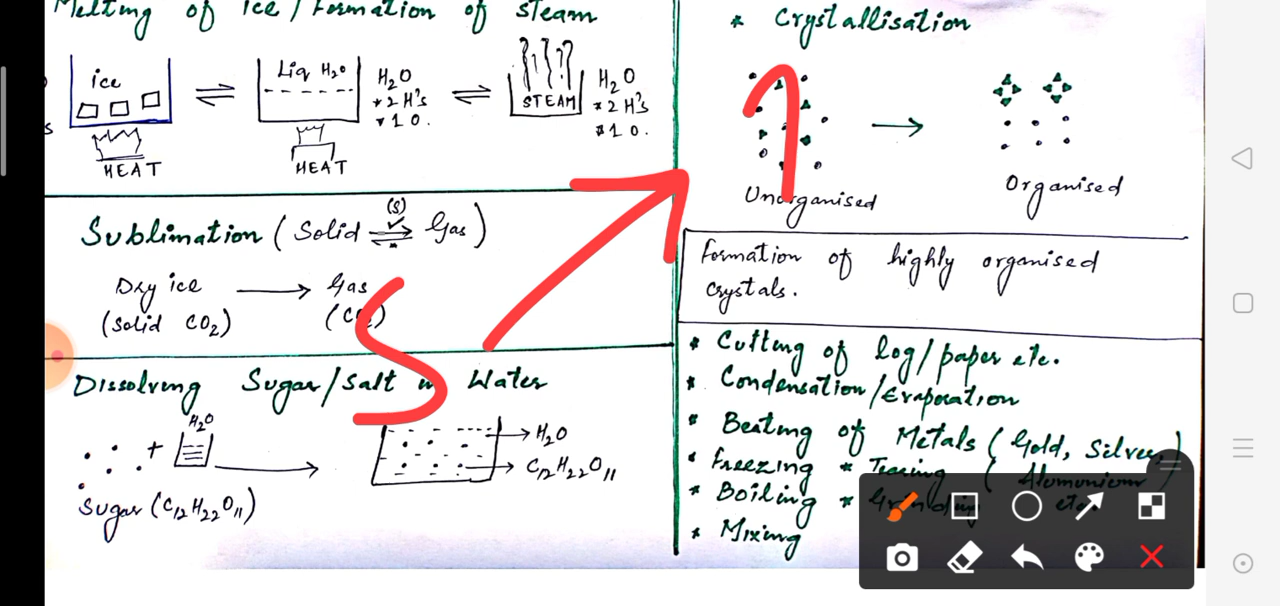 Melting of ice/Formation of steam
ice
Liq H₂O
H₂O
*2 H's
*1 O.
STEAM
H₂O
*2 H's
*1 O.
s
HEAT
HEAT
Sublimation (Solid ⇌ Gas)
(S)
Dry ice → Gas
(Solid CO₂)
Dissolving Sugar/Salt Water
H₂O
+
→ H₂O
→ C₁₂H₂₂O₁₁
Sugar (C₁₂H₂₂O₁₁)
* Crystallisation
Unorganised
Organised
Formation of highly organised
crystals.
* Cutting of log/paper etc.
* Condensation/Evaporation
* Beating of Metals (Gold, Silver,
* Freezing * Tearing ( Alumunium
* Boiling * Grinding etc.
* Mixing